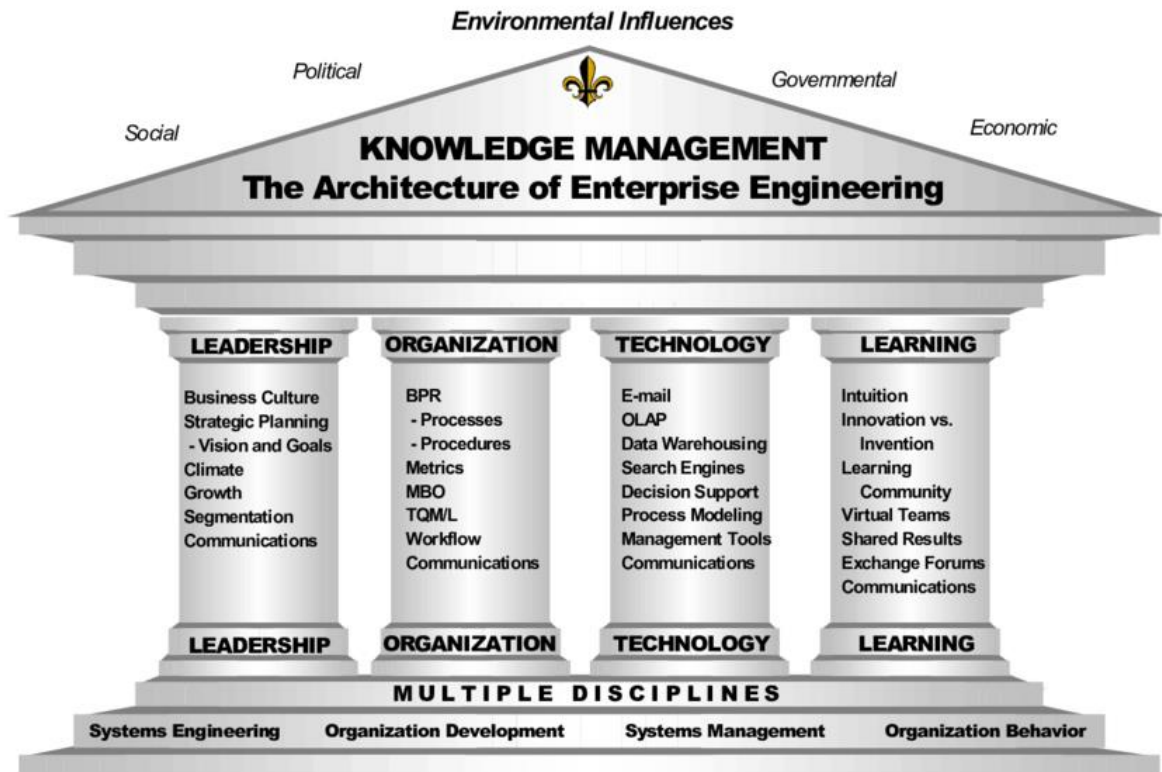 Environmental Influences
Political
Governmental
Social
Economic
KNOWLEDGE MANAGEMENT
The Architecture of Enterprise Engineering
LEADERSHIP
Business Culture
Strategic Planning
- Vision and Goals
Climate
Growth
Segmentation
Communications
LEADERSHIP
ORGANIZATION
BPR
- Processes
- Procedures
Metrics
MBO
TQM/L
Workflow
Communications
ORGANIZATION
TECHNOLOGY
E-mail
OLAP
Data Warehousing
Search Engines
Decision Support
Process Modeling
Management Tools
Communications
TECHNOLOGY
LEARNING
Intuition
Innovation vs.
Invention
Learning
Community
Virtual Teams
Shared Results
Exchange Forums
Communications
LEARNING
MULTIPLE DISCIPLINES
Systems Engineering
Organization Development
Systems Management
Organization Behavior